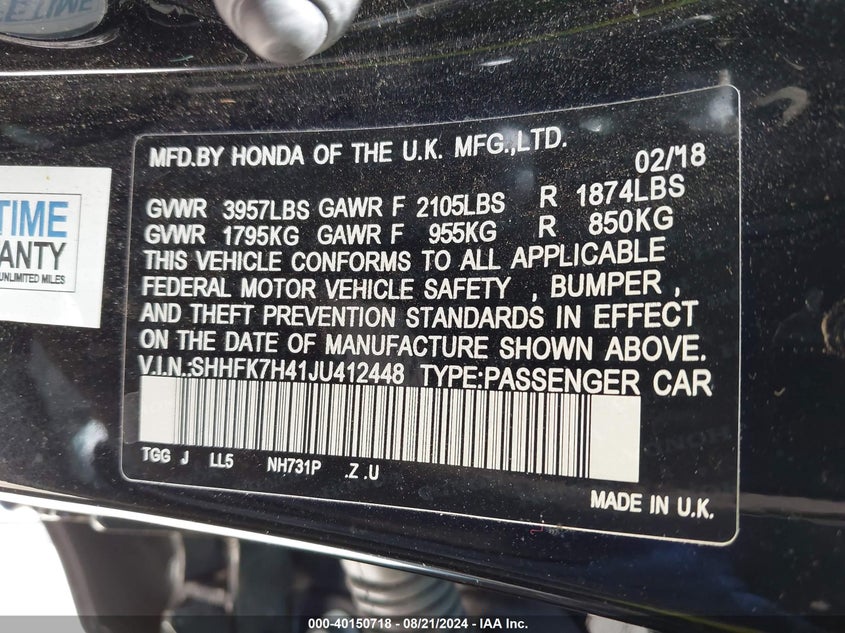 MFD.BY HONDA OF THE U.K. MFG.,LTD.
02/18
GVWR 3957LBS GAWR F 2105LBS R 1874LBS
GVWR 1795KG GAWR F 955KG R 850KG
THIS VEHICLE CONFORMS TO ALL APPLICABLE
FEDERAL MOTOR VEHICLE SAFETY , BUMPER ,
AND THEFT PREVENTION STANDARDS IN EFFECT
ON THE DATE OF MANUFACTURE SHOWN ABOVE.
V.I.N.:SHHFK7H41JU412448 TYPE:PASSENGER CAR
TGG J LL5 NH731P .Z .U
MADE IN U.K.
TIME
ANTY
UNLIMITED MILES
000-40150718 - 08/21/2024 - IAA Inc.